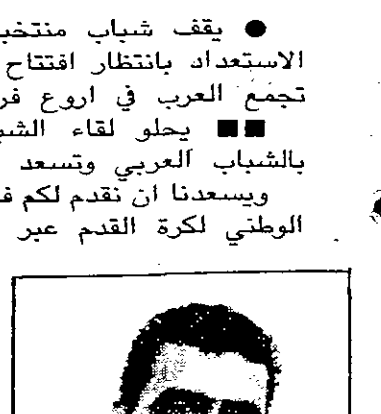 ● يقف شباب منتخب
الاستعداد بانتظار افتتاح
تجمع العرب في اروع
■■ يحلو لقاء
بالشباب العربي وتسعد
ويسعدنا ان نقدم لكم
الوطني لكرة القدم عبر